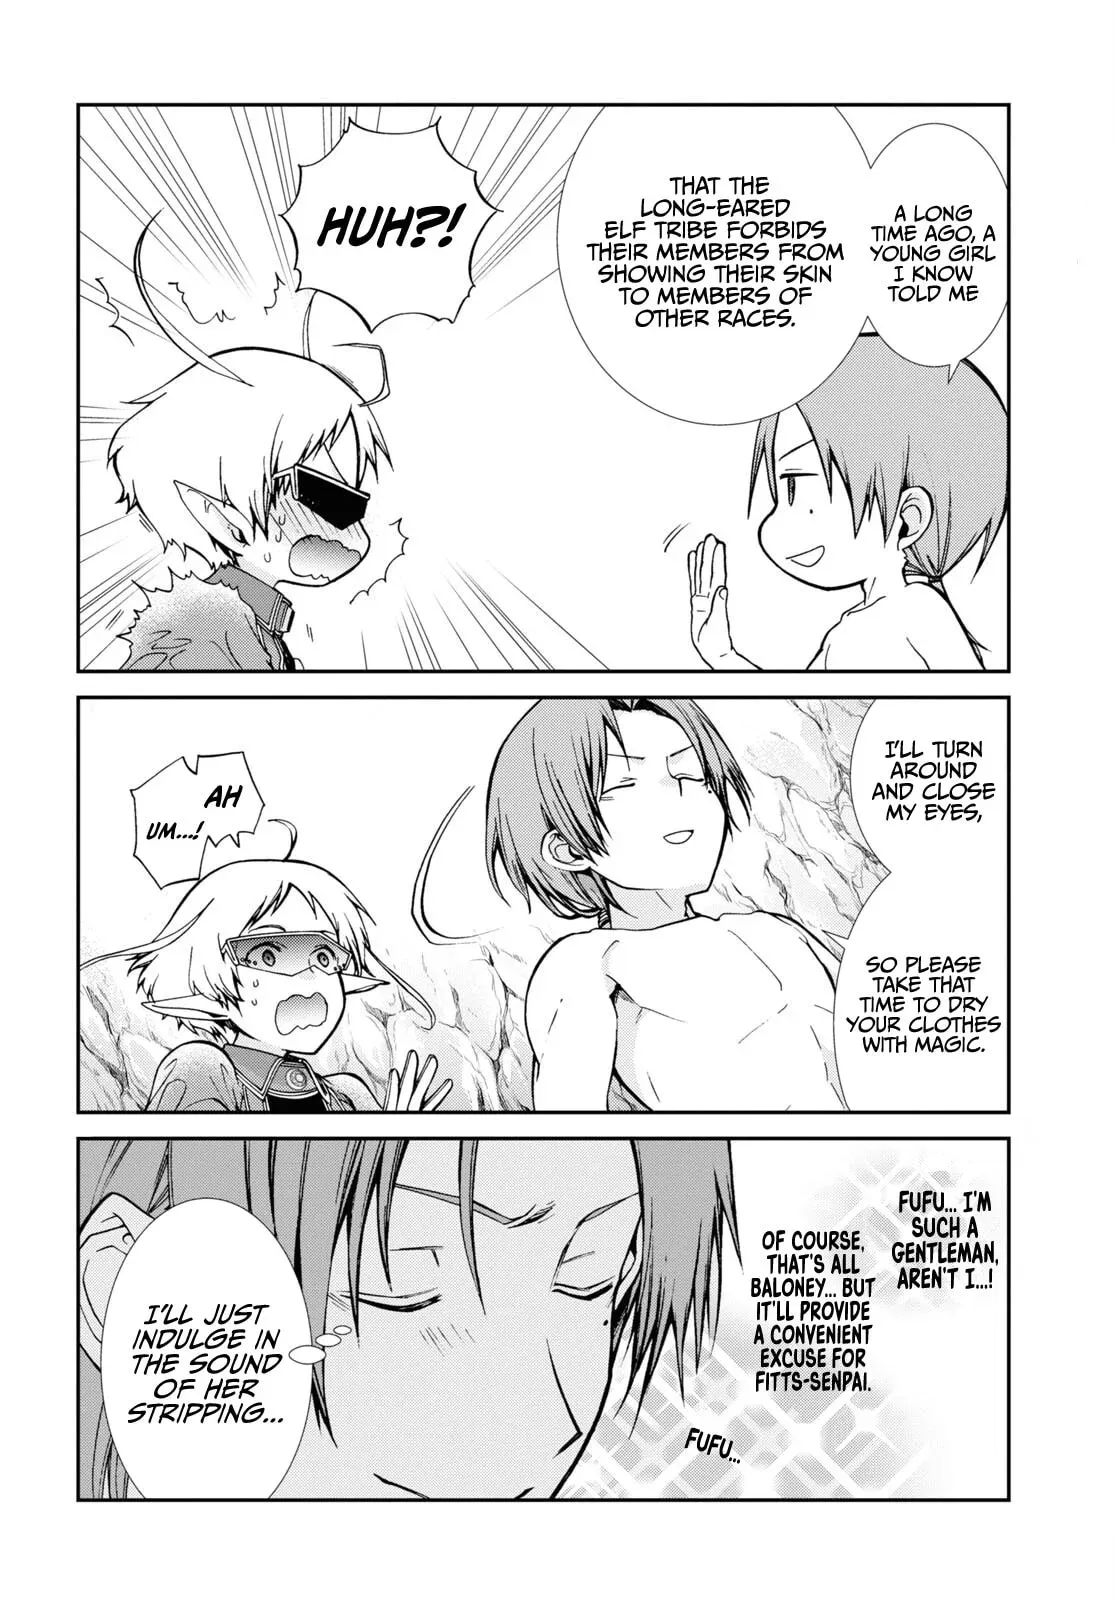 A LONG
TIME AGO, A
YOUNG GIRL
I KNOW
TOLD ME
THAT THE
LONG-EARED
ELF TRIBE FORBIDS
THEIR MEMBERS FROM
SHOWING THEIR SKIN
TO MEMBERS OF
OTHER RACES.
HUH?!
I'LL TURN
AROUND
AND CLOSE
MY EYES,
SO PLEASE
TAKE THAT
TIME TO DRY
YOUR CLOTHES
WITH MAGIC.
AH
UM...!
FUFU... I'M
SUCH A
GENTLEMAN,
AREN'T I...!
OF COURSE,
THAT'S ALL
BALONEY... BUT
IT'LL PROVIDE
A CONVENIENT
EXCUSE FOR
FITTS-SENPAI.
FUFU...
I'LL JUST
INDULGE IN
THE SOUND
OF HER
STRIPPING...